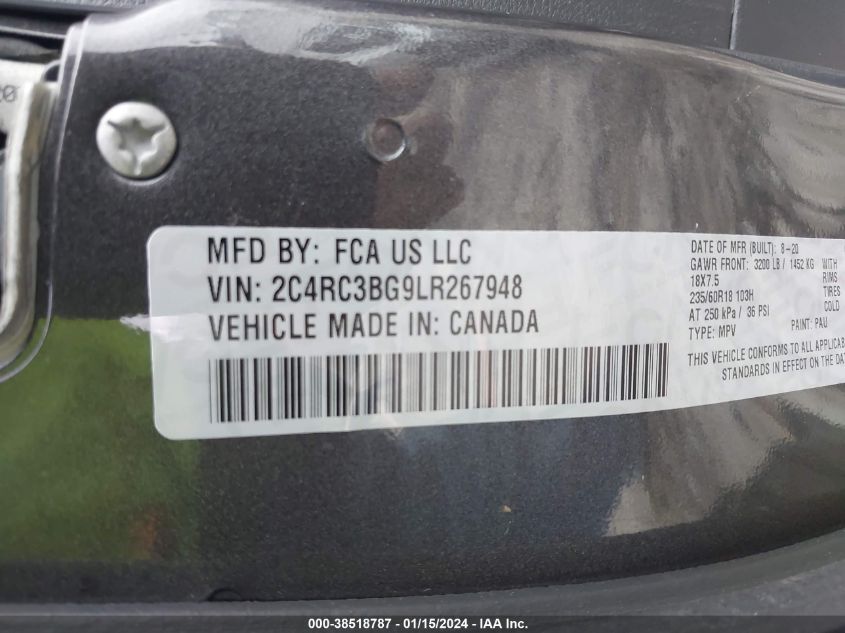 MFD BY: FCA US LLC
VIN: 2C4RC3BG9LR267948
VEHICLE MADE IN: CANADA
DATE OF MFR (BUILT): 8-20
GAWR FRONT: 3200 LB / 1452 KG WITH
18X7.5 RIMS
235/60R18 103H TIRES
AT 250 kPa / 36 PSI COLD
TYPE: MPV PAINT: PAU
THIS VEHICLE CONFORMS TO ALL APPLICAB
STANDARDS IN EFFECT ON THE DAT
000-38518787 - 01/15/2024 - IAAI Inc.